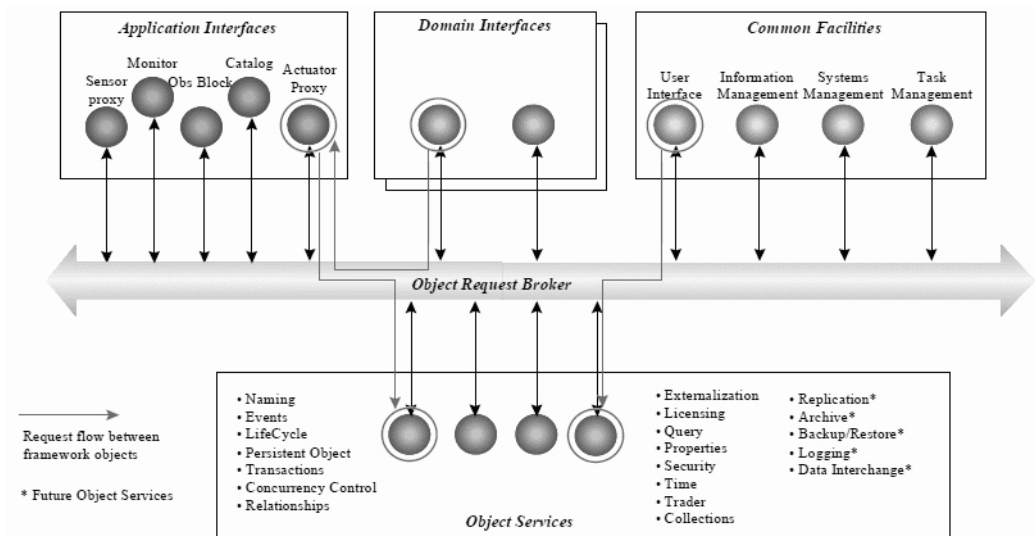 Application Interfaces
Sensor
proxy
Monitor
Obs Block
Catalog
Actuator
Proxy
Domain Interfaces
Common Facilities
User
Interface
Information
Management
Systems
Management
Task
Management
Object Request Broker
Request flow between
framework objects
* Future Object Services
• Naming
• Events
• LifeCycle
• Persistent Object
• Transactions
• Concurrency Control
• Relationships
• Externalization
• Licensing
• Query
• Properties
• Security
• Time
• Trader
• Collections
• Replication*
• Archive*
• Backup/Restore*
• Logging*
• Data Interchange*
Object Services